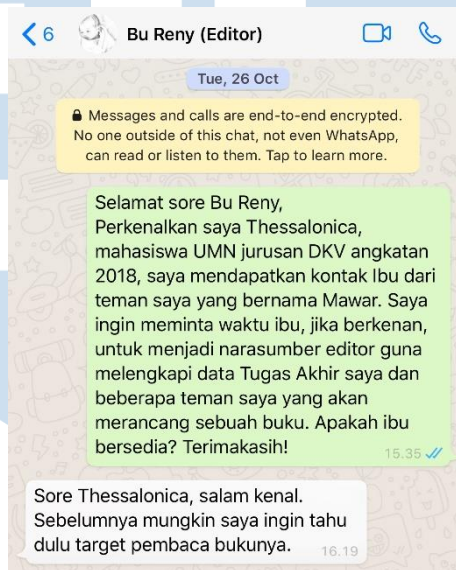 6 Bu Reny (Editor)
Tue, 26 Oct
Messages and calls are end-to-end encrypted.
No one outside of this chat, not even WhatsApp,
can read or listen to them. Tap to learn more.
Selamat sore Bu Reny,
Perkenalkan saya Thessalonica,
mahasiswa UMN jurusan DKV angkatan
2018, saya mendapatkan kontak Ibu dari
teman saya yang bernama Mawar. Saya
ingin meminta waktu ibu, jika berkenan,
untuk menjadi narasumber editor guna
melengkapi data Tugas Akhir saya dan
beberapa teman saya yang akan
merancang sebuah buku. Apakah ibu
bersedia? Terimakasih!
15.35
Sore Thessalonica, salam kenal.
Sebelumnya mungkin saya ingin tahu
dulu target pembaca bukunya.
16.19